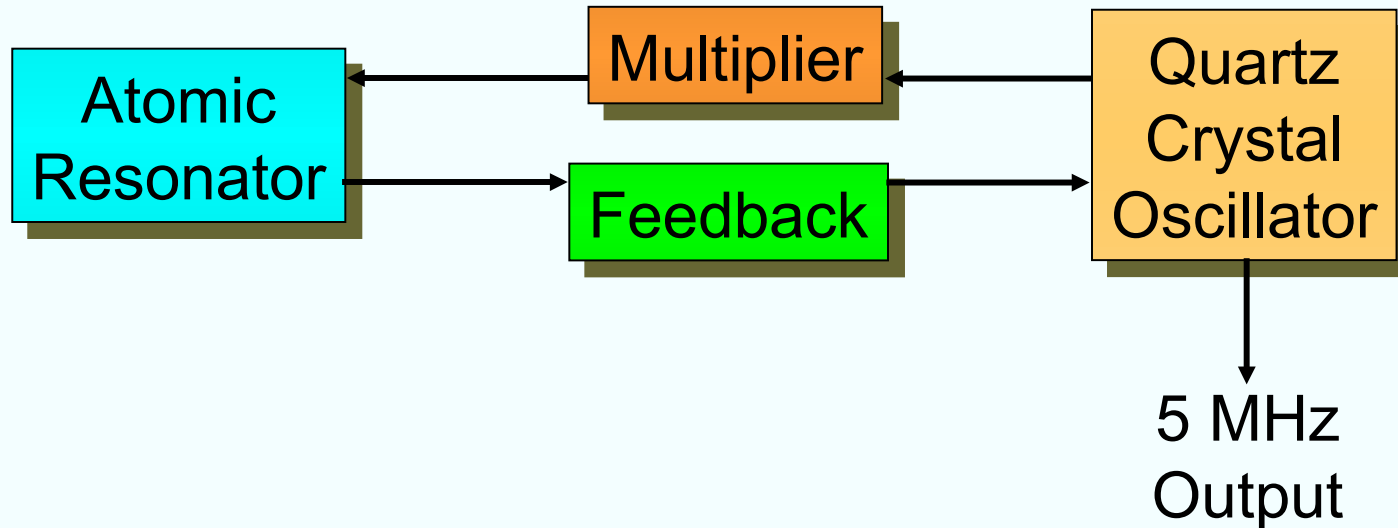 Atomic
Resonator
Multiplier
Feedback
Quartz
Crystal
Oscillator
5 MHz
Output